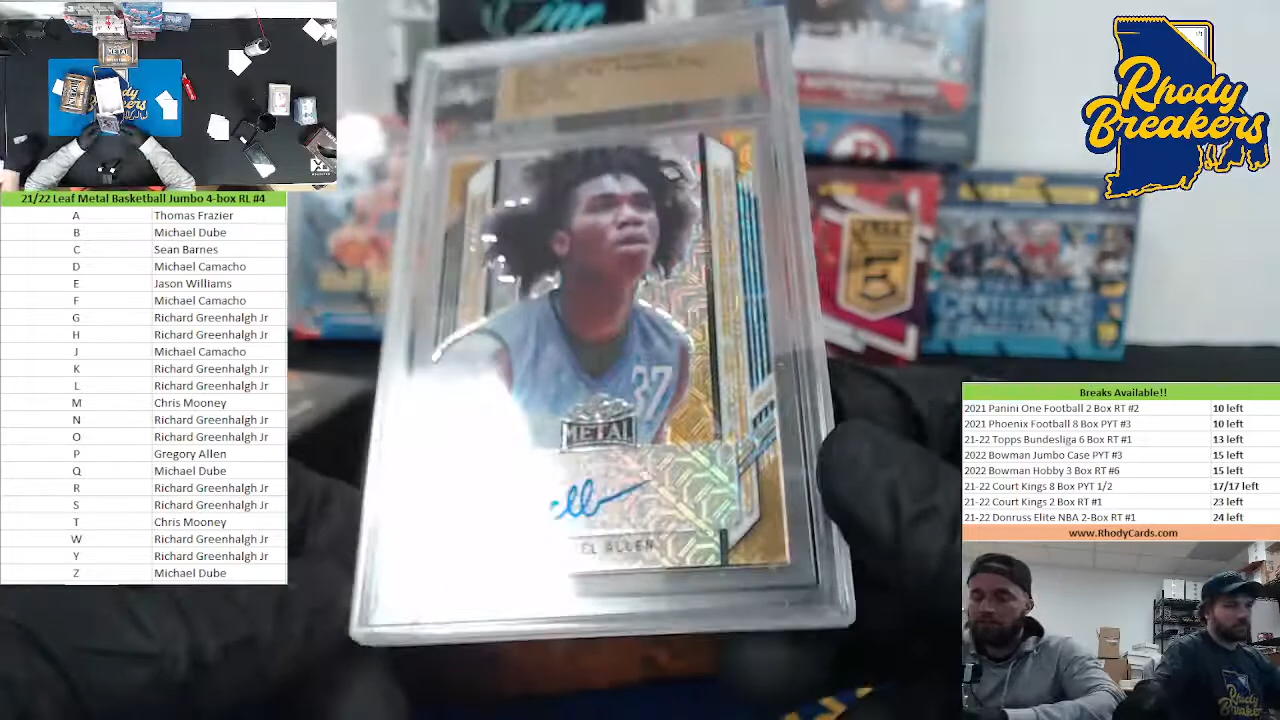 21/22 Leaf Metal Basketball Jumbo 4-box RL #4
A Thomas Frazier
B Michael Dube
C Sean Barnes
D Michael Camacho
E Jason Williams
F Michael Camacho
G Richard Greenhalgh Jr
H Richard Greenhalgh Jr
J Michael Camacho
K Richard Greenhalgh Jr
L Richard Greenhalgh Jr
M Chris Mooney
N Richard Greenhalgh Jr
O Richard Greenhalgh Jr
P Gregory Allen
Q Michael Dube
R Richard Greenhalgh Jr
S Richard Greenhalgh Jr
T Chris Mooney
W Richard Greenhalgh Jr
Y Richard Greenhalgh Jr
Z Michael Dube
37
METAL
EL ALLEN
Rhody
Breakers
Breaks Available!!
2021 Panini One Football 2 Box RT #2 10 left
2021 Phoenix Football 8 Box PYT #3 10 left
21-22 Topps Bundesliga 6 Box RT #1 13 left
2022 Bowman Jumbo Case PYT #3 15 left
2022 Bowman Hobby 3 Box RT #6 15 left
21-22 Court Kings 8 Box PYT 1/2 17/17 left
21-22 Court Kings 2 Box RT #1 23 left
21-22 Donruss Elite NBA 2-Box RT #1 24 left
www.RhodyCards.com
Rhody
Breakers